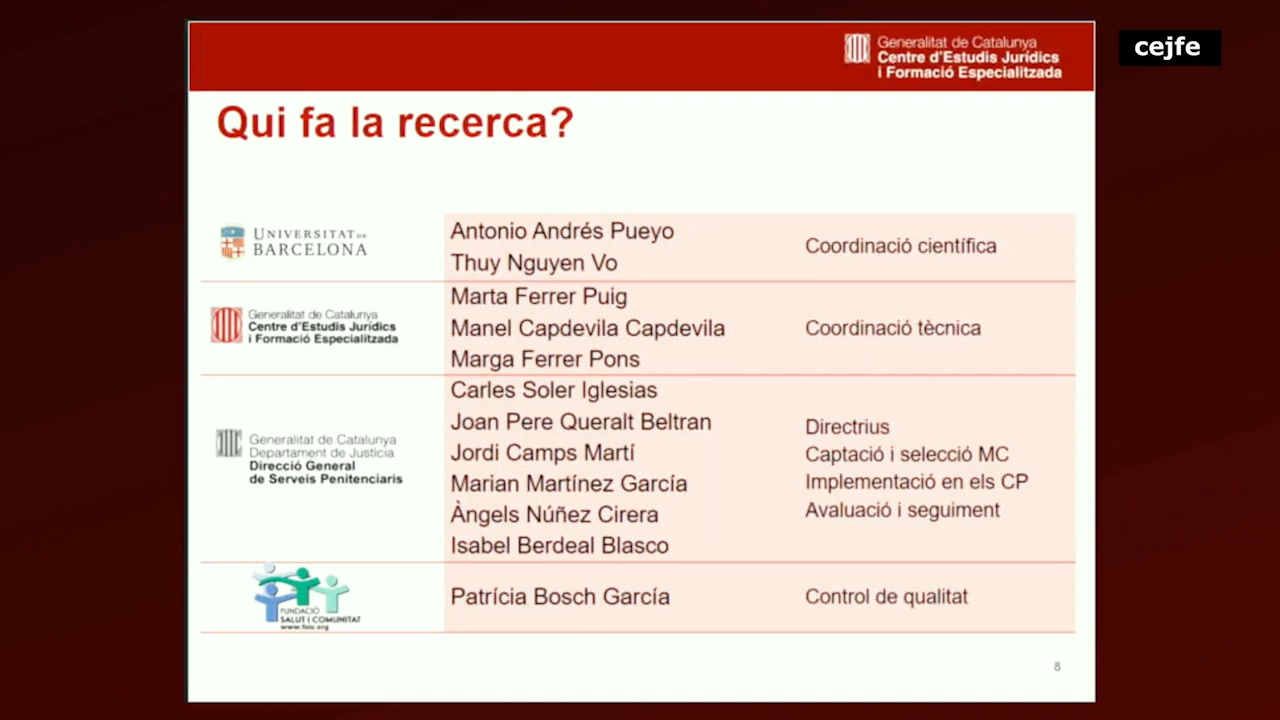 cejfe
Generalitat de Catalunya
Centre d'Estudis Jurídics
i Formació Especialitzada
Qui fa la recerca?
UNIVERSITAT DE
BARCELONA
Antonio Andrés Pueyo
Thuy Nguyen Vo
Coordinació científica
Generalitat de Catalunya
Centre d'Estudis Jurídics
i Formació Especialitzada
Marta Ferrer Puig
Manel Capdevila Capdevila
Marga Ferrer Pons
Coordinació tècnica
Generalitat de Catalunya
Departament de Justícia
Direcció General
de Serveis Penitenciaris
Carles Soler Iglesias
Joan Pere Queralt Beltran
Jordi Camps Martí
Marian Martínez García
Àngels Núñez Cirera
Isabel Berdeal Blasco
Directrius
Captació i selecció MC
Implementació en els CP
Avaluació i seguiment
FUNDACIÓ
SALUT I COMUNITAT
www.fsic.org
Patrícia Bosch García
Control de qualitat
8